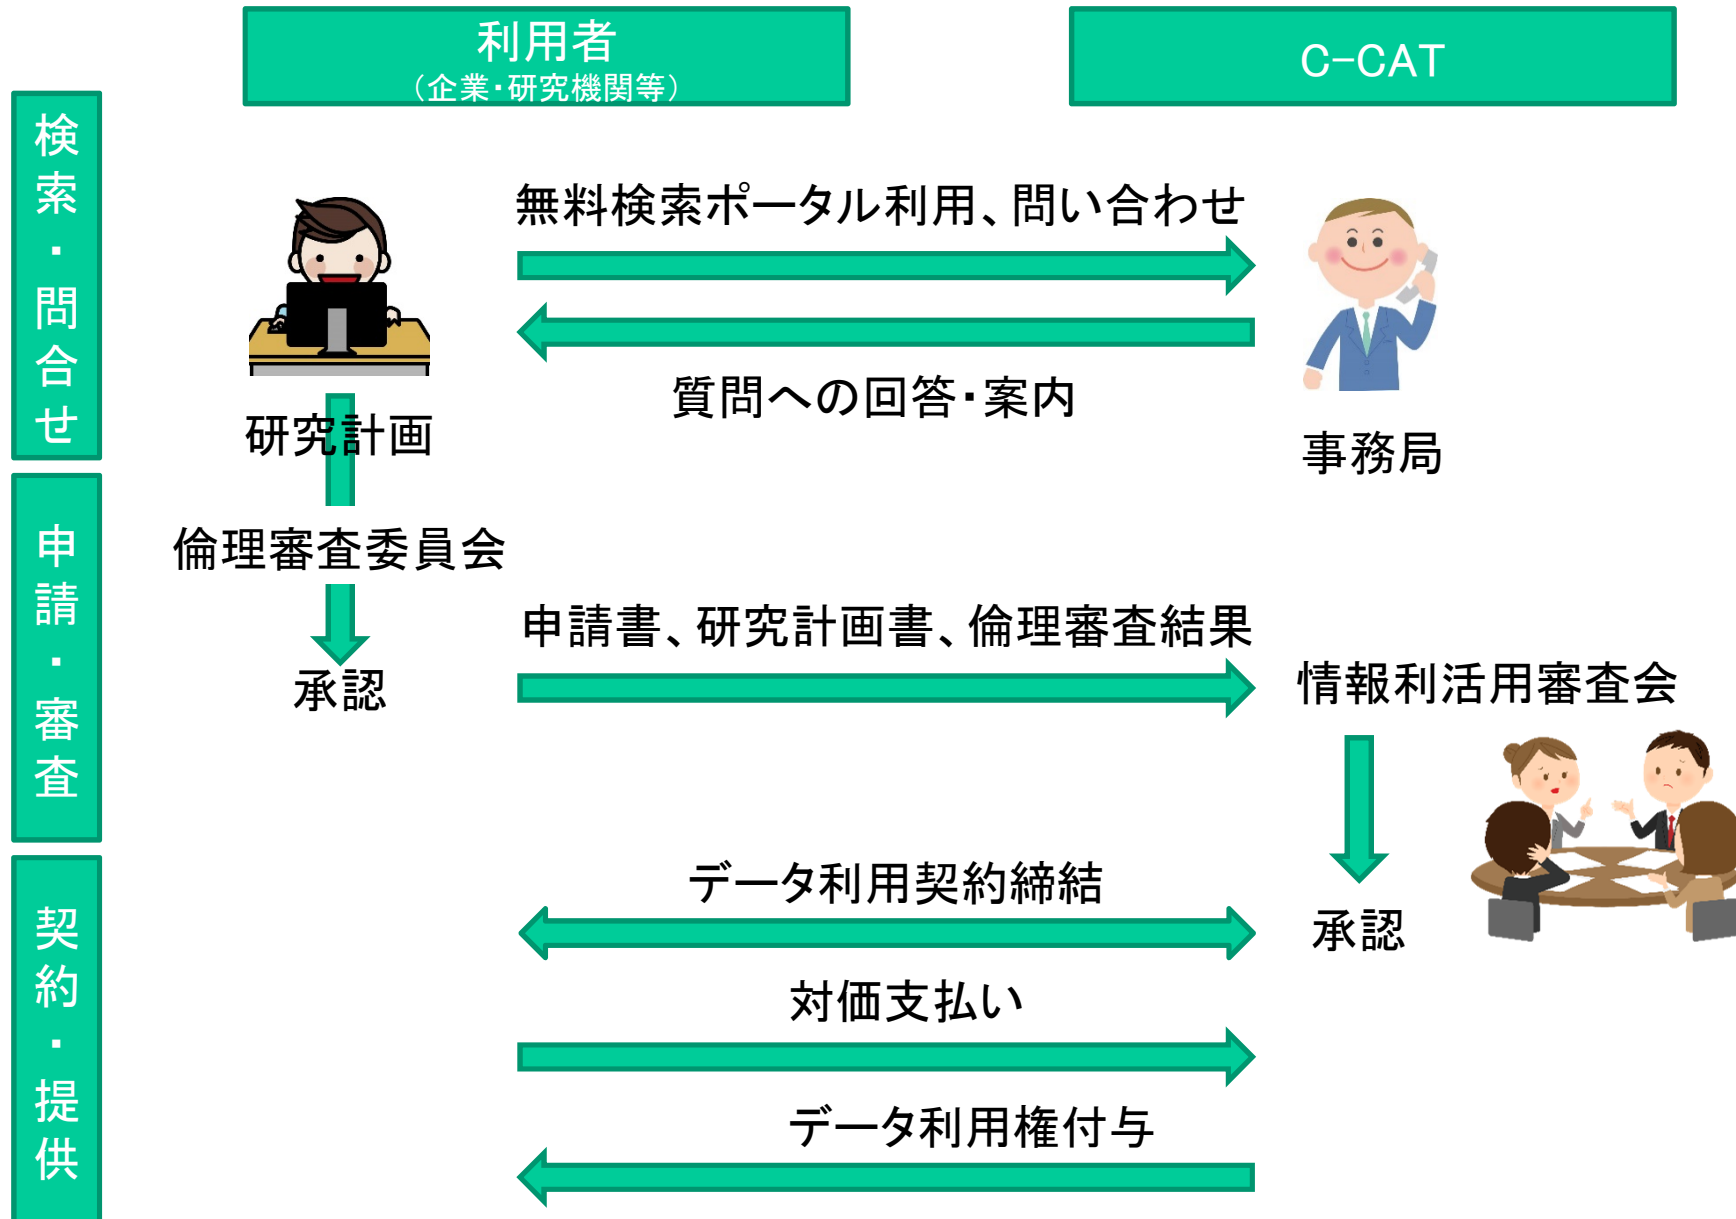 利用者
（企業・研究機関等）
C-CAT
検索・問合せ
無料検索ポータル利用、問い合わせ
質問への回答・案内
研究計画
事務局
申請・審査
倫理審査委員会
申請書、研究計画書、倫理審査結果
承認
情報利活用審査会
契約・提供
データ利用契約締結
承認
対価支払い
データ利用権付与